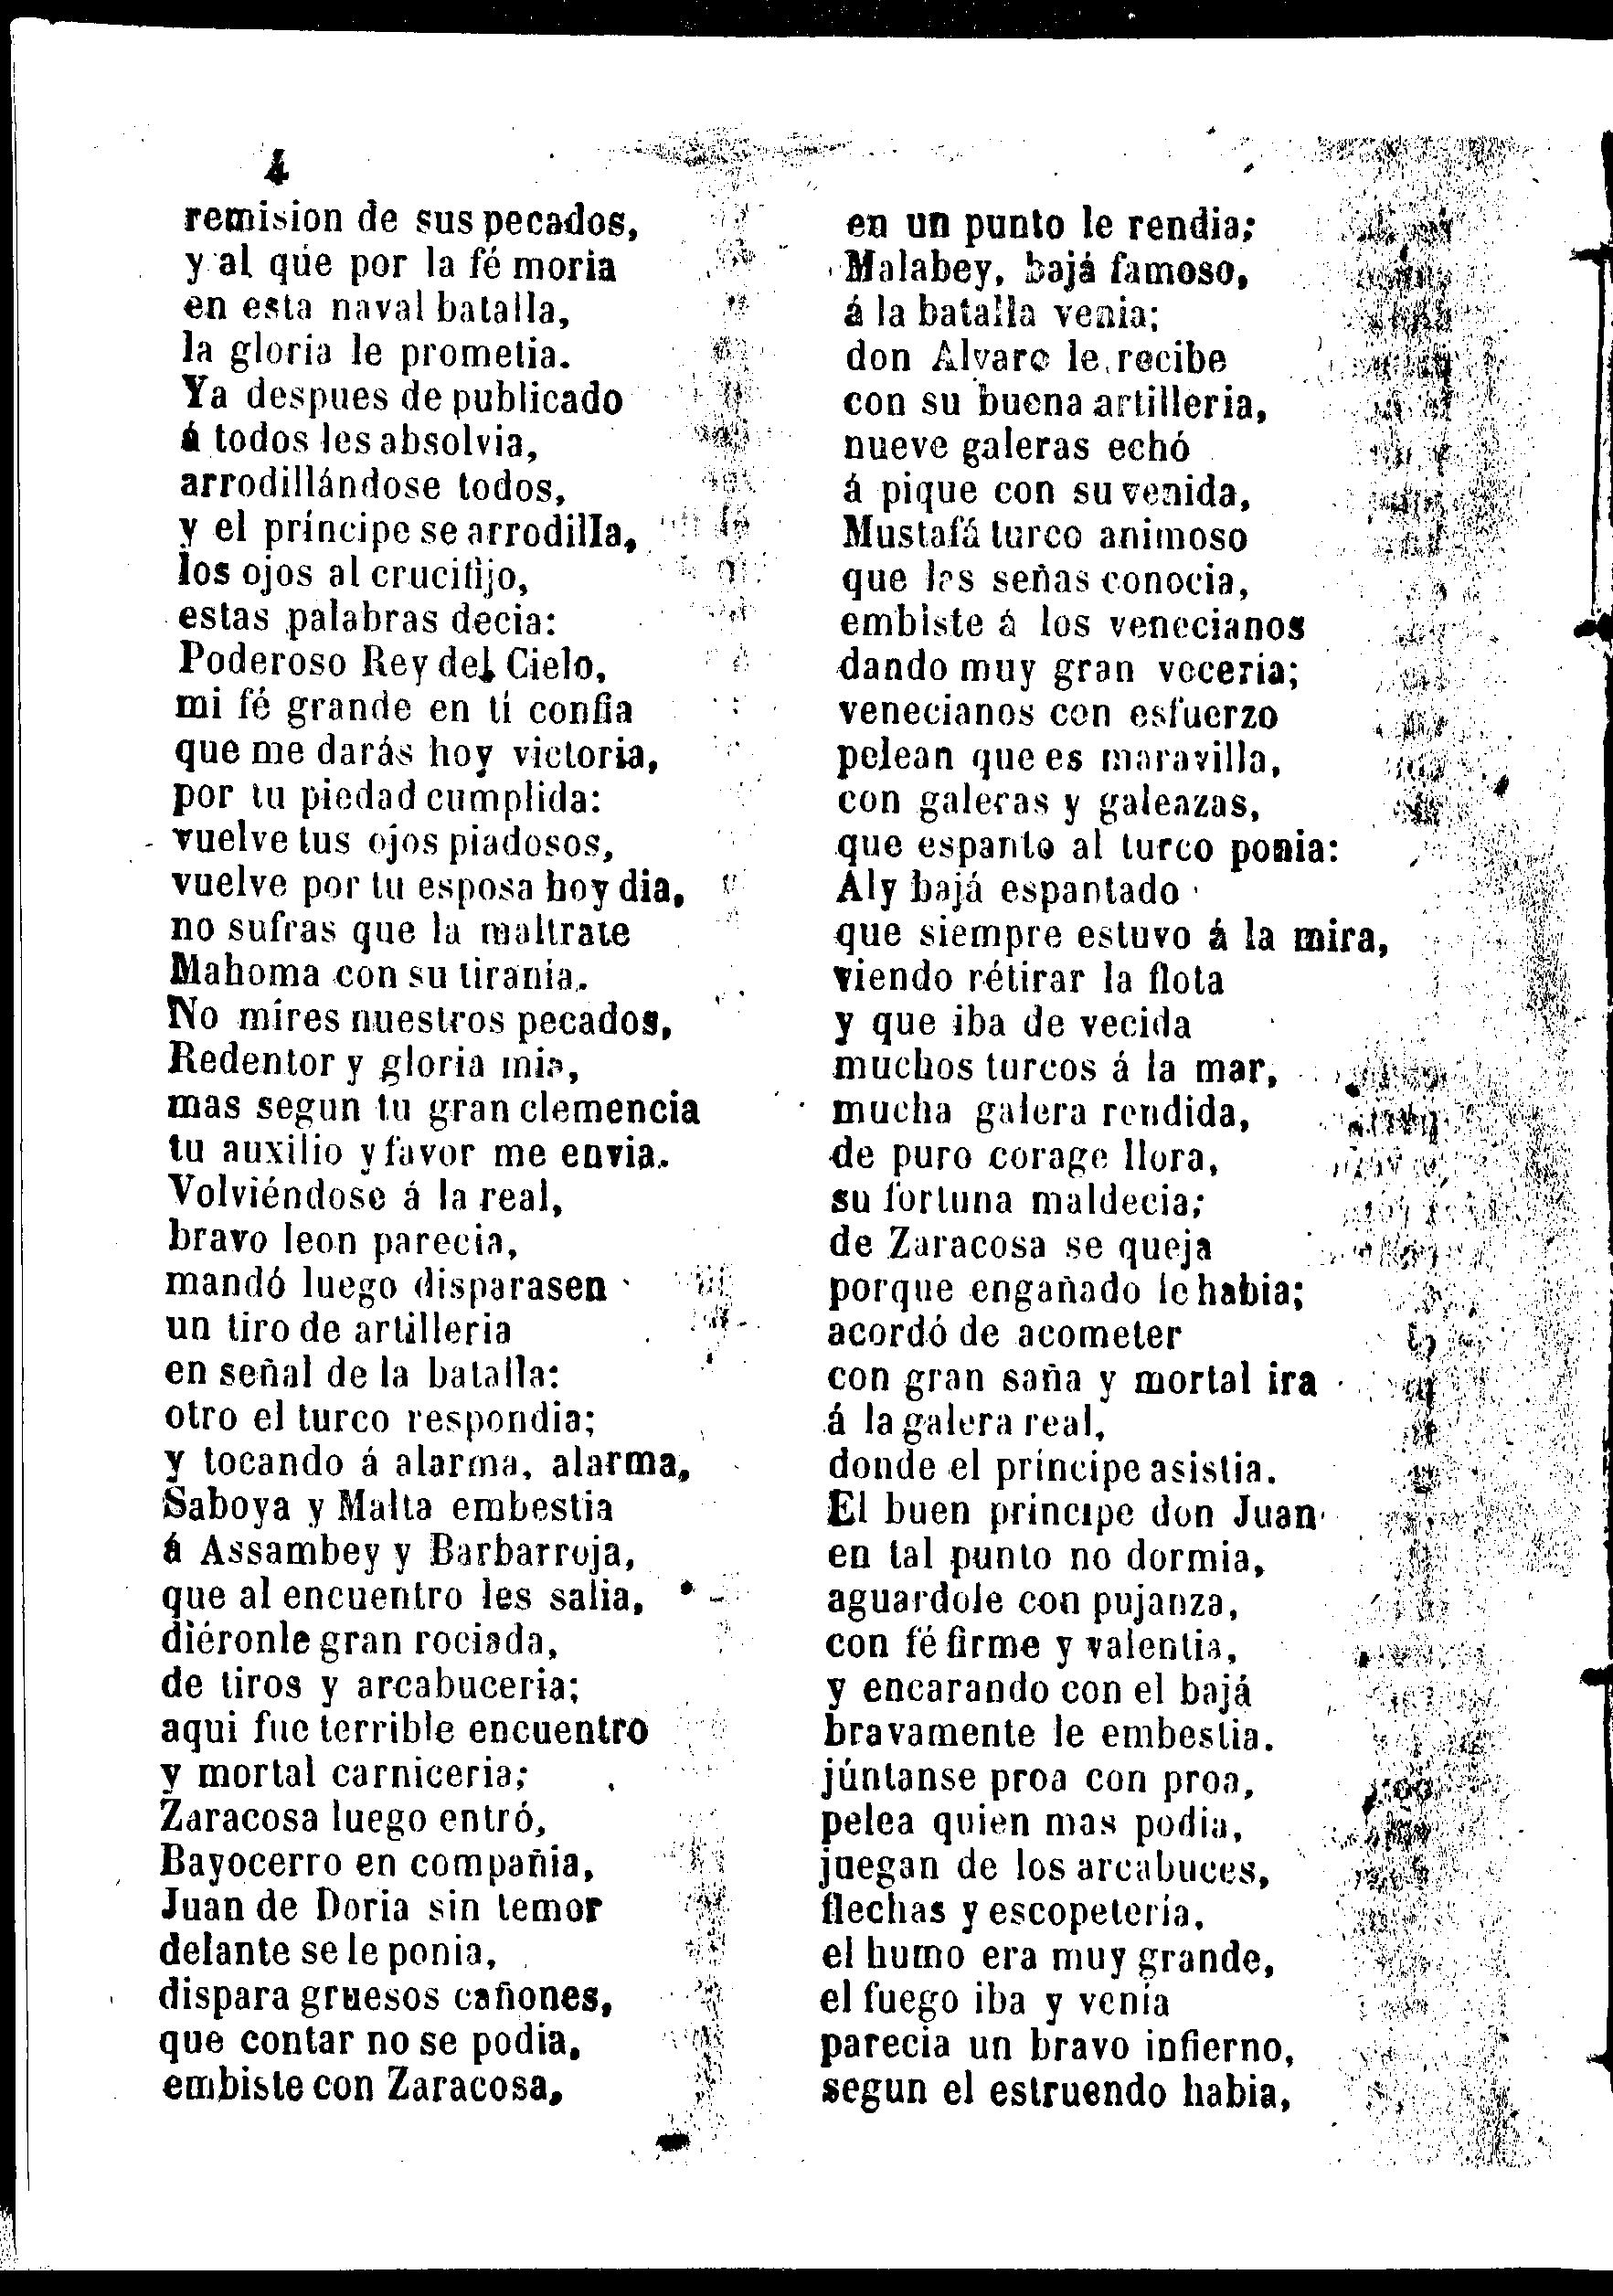 4
remision de sus pecados,
y al que por la fé moria
en esta naval batalla,
la gloria le prometia.
Ya despues de publicado
á todos les absolvia,
arrodillándose todos,
y el príncipe se arrodilla,
los ojos al crucifijo,
estas palabras decia:
Poderoso Rey del Cielo,
mi fé grande en tí confia
que me darás hoy victoria,
por tu piedad cumplida:
vuelve tus ojos piadosos,
vuelve por tu esposa hoy dia,
no sufras que la maltrate
Mahoma con su tiranía.
No mires nuestros pecados,
Redentor y gloria mia,
mas segun tu gran clemencia
tu auxilio y favor me envia.
Volviéndose á la real,
bravo leon parecia,
mandó luego disparasen
un tiro de artilleria
en señal de la batalla:
otro el turco respondia;
y tocando á alarma, alarma,
Saboya y Malta embestia
á Assambey y Barbarroja,
que al encuentro les salia,
diéronle gran rociada,
de tiros y arcabuceria;
aqui fue terrible encuentro
y mortal carniceria;
Zaracosa luego entró,
Bayocerro en compañia,
Juan de Doria sin temor
delante se le ponia,
dispara gruesos cañones,
que contar no se podia,
embiste con Zaracosa,
en un punto le rendia;
Malabey, bajá famoso,
á la batalla venia;
don Alvaro le recibe
con su buena artilleria,
nueve galeras echó
á pique con su venida,
Mustafá turco animoso
que las señas conocia,
embiste á los venecianos
dando muy gran voceria;
venecianos con esfuerzo
pelean que es maravilla,
con galeras y galeazas,
que espanto al turco ponia:
Aly bajá espantado
que siempre estuvo á la mira,
viendo rétirar la flota
y que iba de vecida
muchos turcos á la mar,
mucha galera rendida,
de puro corage llora,
su fortuna maldecia;
de Zaracosa se queja
porque engañado le habia;
acordó de acometer
con gran saña y mortal ira
á la galera real,
donde el príncipe asistia.
El buen principe don Juan
en tal punto no dormia,
aguardole con pujanza,
con fé firme y valentia,
y encarando con el bajá
bravamente le embestia.
júntanse proa con proa,
pelea quien mas podia,
juegan de los arcabuces,
flechas y escopetería,
el humo era muy grande,
el fuego iba y venía
parecia un bravo infierno,
segun el estruendo habia,